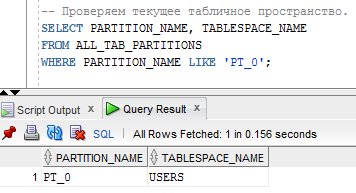 -- Проверяем текущее табличное пространство.
SELECT PARTITION_NAME, TABLESPACE_NAME
FROM ALL_TAB_PARTITIONS
WHERE PARTITION_NAME LIKE 'PT_0';
Script Output x Query Result x
SQL | All Rows Fetched: 1 in 0.156 seconds
PARTITION_NAME TABLESPACE_NAME
1 PT_0 USERS